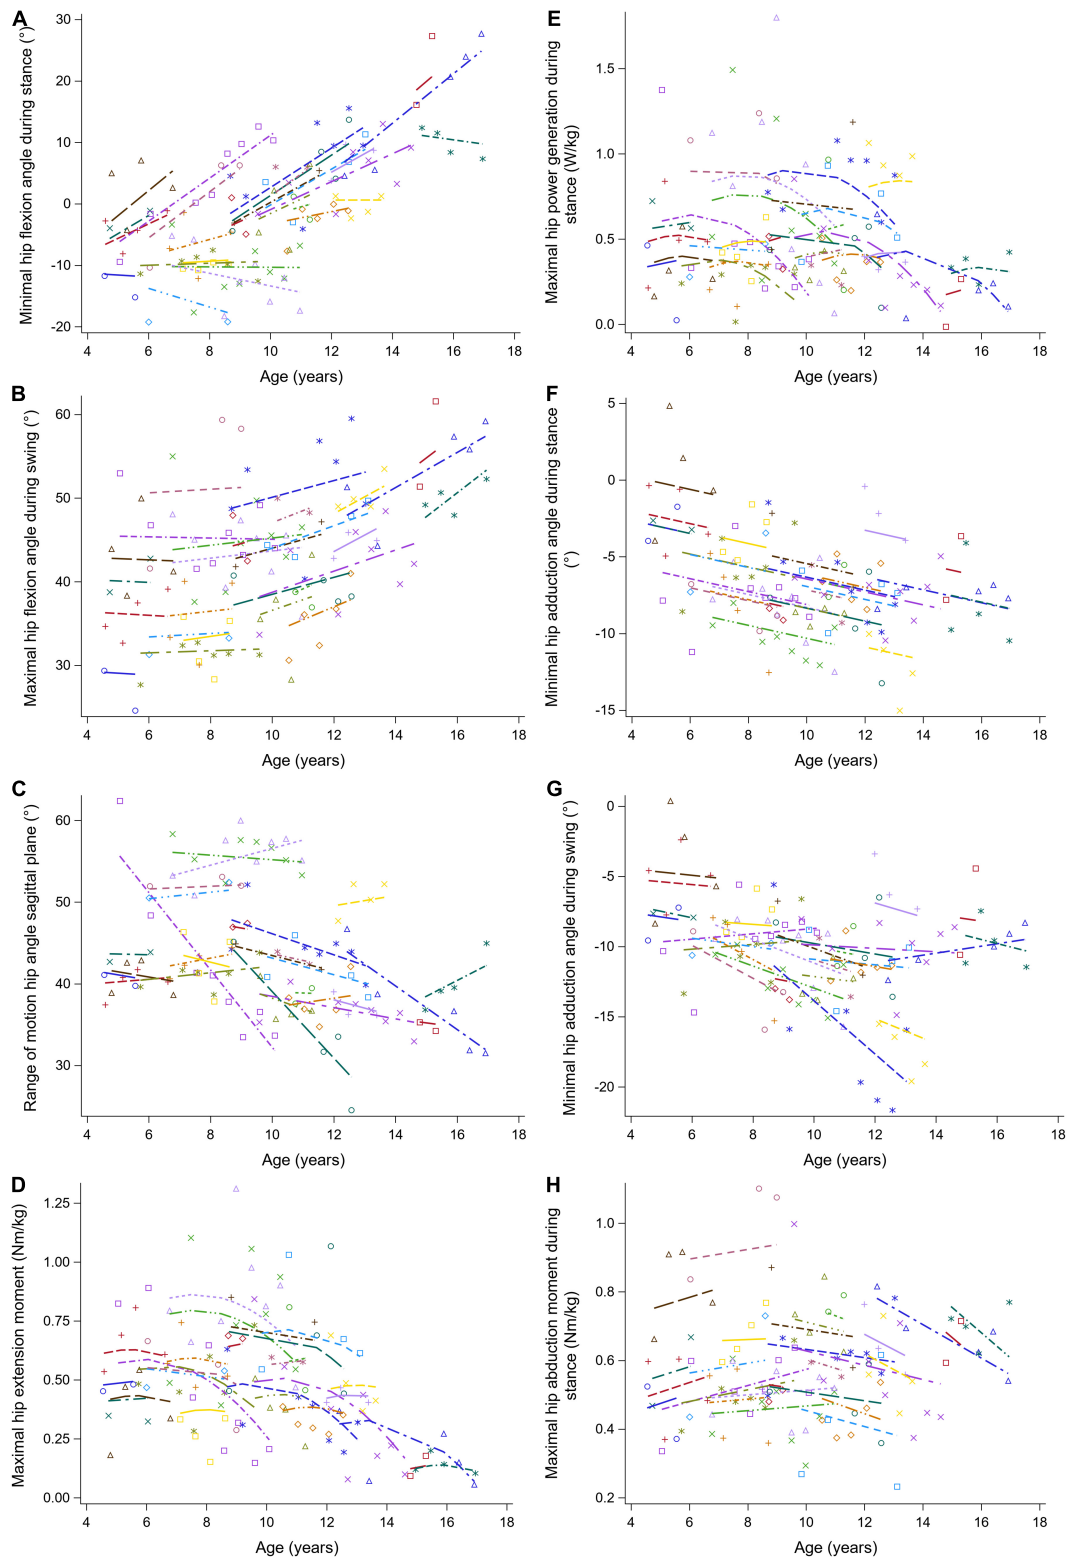 A
Minimal hip flexion angle during stance (°)
30
20
10
0
-10
-20
4 6 8 10 12 14 16 18
Age (years)
B
Maximal hip flexion angle during swing (°)
60
50
40
30
4 6 8 10 12 14 16 18
Age (years)
C
Range of motion hip angle sagittal plane (°)
60
50
40
30
4 6 8 10 12 14 16 18
Age (years)
D
Maximal hip extension moment (Nm/kg)
1.25
1.00
0.75
0.50
0.25
0.00
4 6 8 10 12 14 16 18
Age (years)
E
Maximal hip power generation during
stance (W/kg)
1.5
1.0
0.5
0.0
4 6 8 10 12 14 16 18
Age (years)
F
Minimal hip adduction angle during stance
(°)
5
0
-5
-10
-15
4 6 8 10 12 14 16 18
Age (years)
G
Minimal hip adduction angle during swing (°)
0
-5
-10
-15
-20
4 6 8 10 12 14 16 18
Age (years)
H
Maximal hip abduction moment during
stance (Nm/kg)
1.0
0.8
0.6
0.4
0.2
4 6 8 10 12 14 16 18
Age (years)